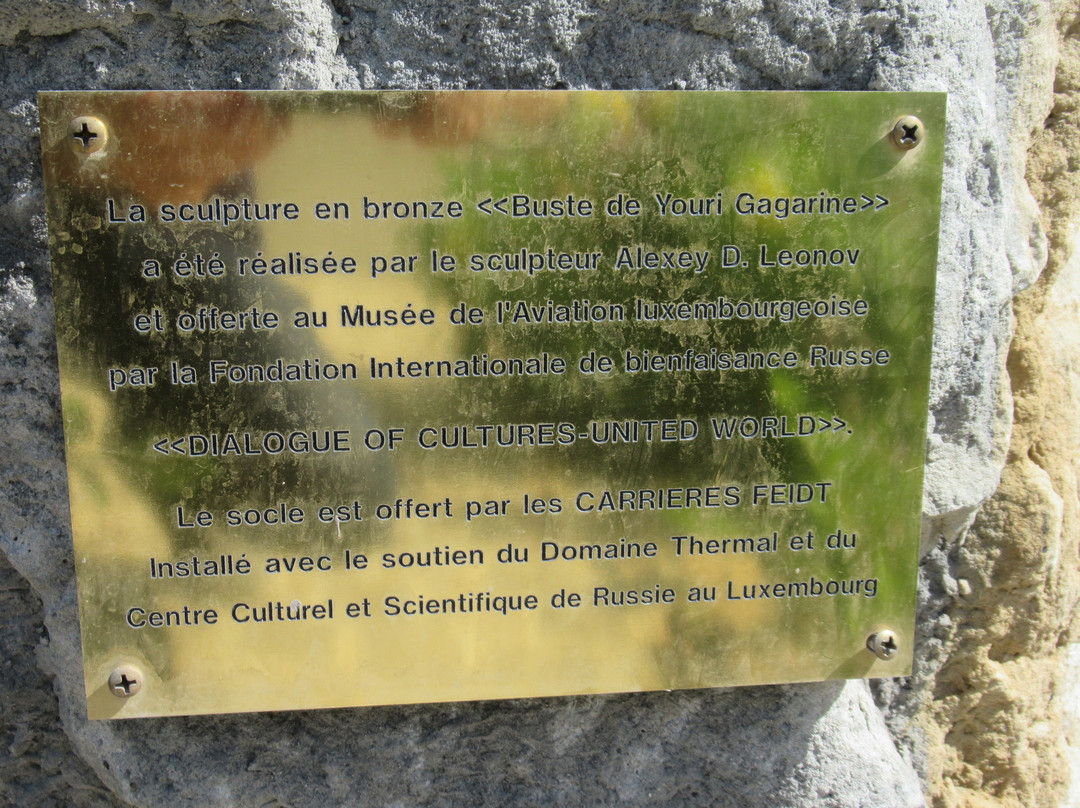 La sculpture en bronze <<Buste de Youri Gagarine>>
a été réalisée par le sculpteur Alexey D. Leonov
et offerte au Musée de l'Aviation luxembourgeoise
par la Fondation Internationale de bienfaisance Russe
<<DIALOGUE OF CULTURES-UNITED WORLD>>.
Le socle est offert par les CARRIERES FEIDT
Installé avec le soutien du Domaine Thermal et du
Centre Culturel et Scientifique de Russie au Luxembourg